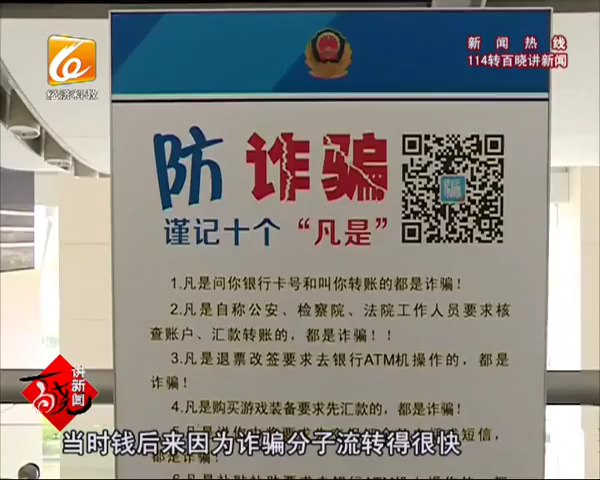 经济科教
新闻热线
114转百晓讲新闻
防诈骗
谨记十个“凡是”
1.凡是问你银行卡号和叫你转账的都是诈骗！
2.凡是自称公安、检察院、法院工作人员要求核
查账户、汇款转账的，都是诈骗！！
3.凡是退票改签要求去银行ATM机操作的，都是
诈骗！
4.凡是购买游戏装备要求先汇款的，都是诈骗！
百晓
讲新闻
当时钱后来因为诈骗分子流转得很快